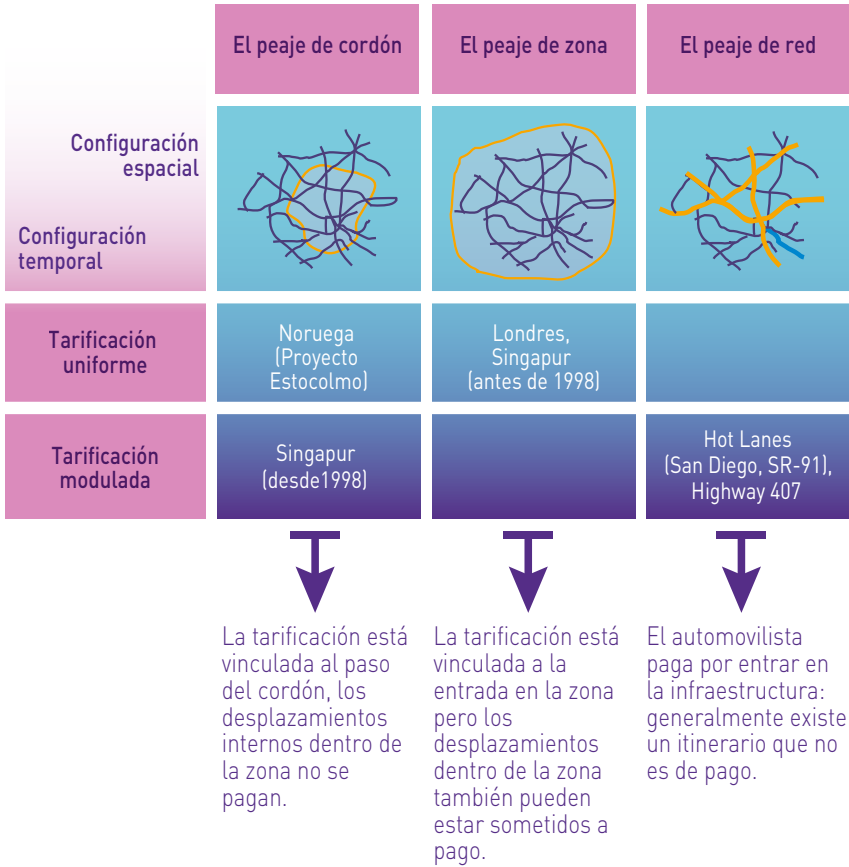 El peaje de cordón
El peaje de zona
El peaje de red
Configuración
espacial
Configuración
temporal
Tarificación
uniforme
Noruega
(Proyecto
Estocolmo)
Londres,
Singapur
(antes de 1998)
Tarificación
modulada
Singapur
(desde1998)
Hot Lanes
(San Diego, SR-91),
Highway 407
La tarificación está
vinculada al paso
del cordón, los
desplazamientos
internos dentro de
la zona no se
pagan.
La tarificación está
vinculada a la
entrada en la zona
pero los
desplazamientos
dentro de la zona
también pueden
estar sometidos a
pago.
El automovilista
paga por entrar en
la infraestructura:
generalmente existe
un itinerario que no
es de pago.